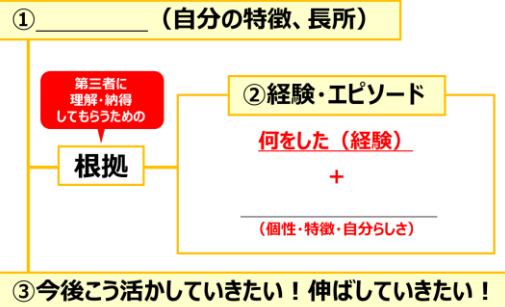 ①__________（自分の特徴、長所）
第三者に
理解・納得
してもらうための
根拠
②経験・エピソード
何をした（経験）
+
__________________
（個性・特徴・自分らしさ）
③今後こう活かしていきたい！伸ばしていきたい！